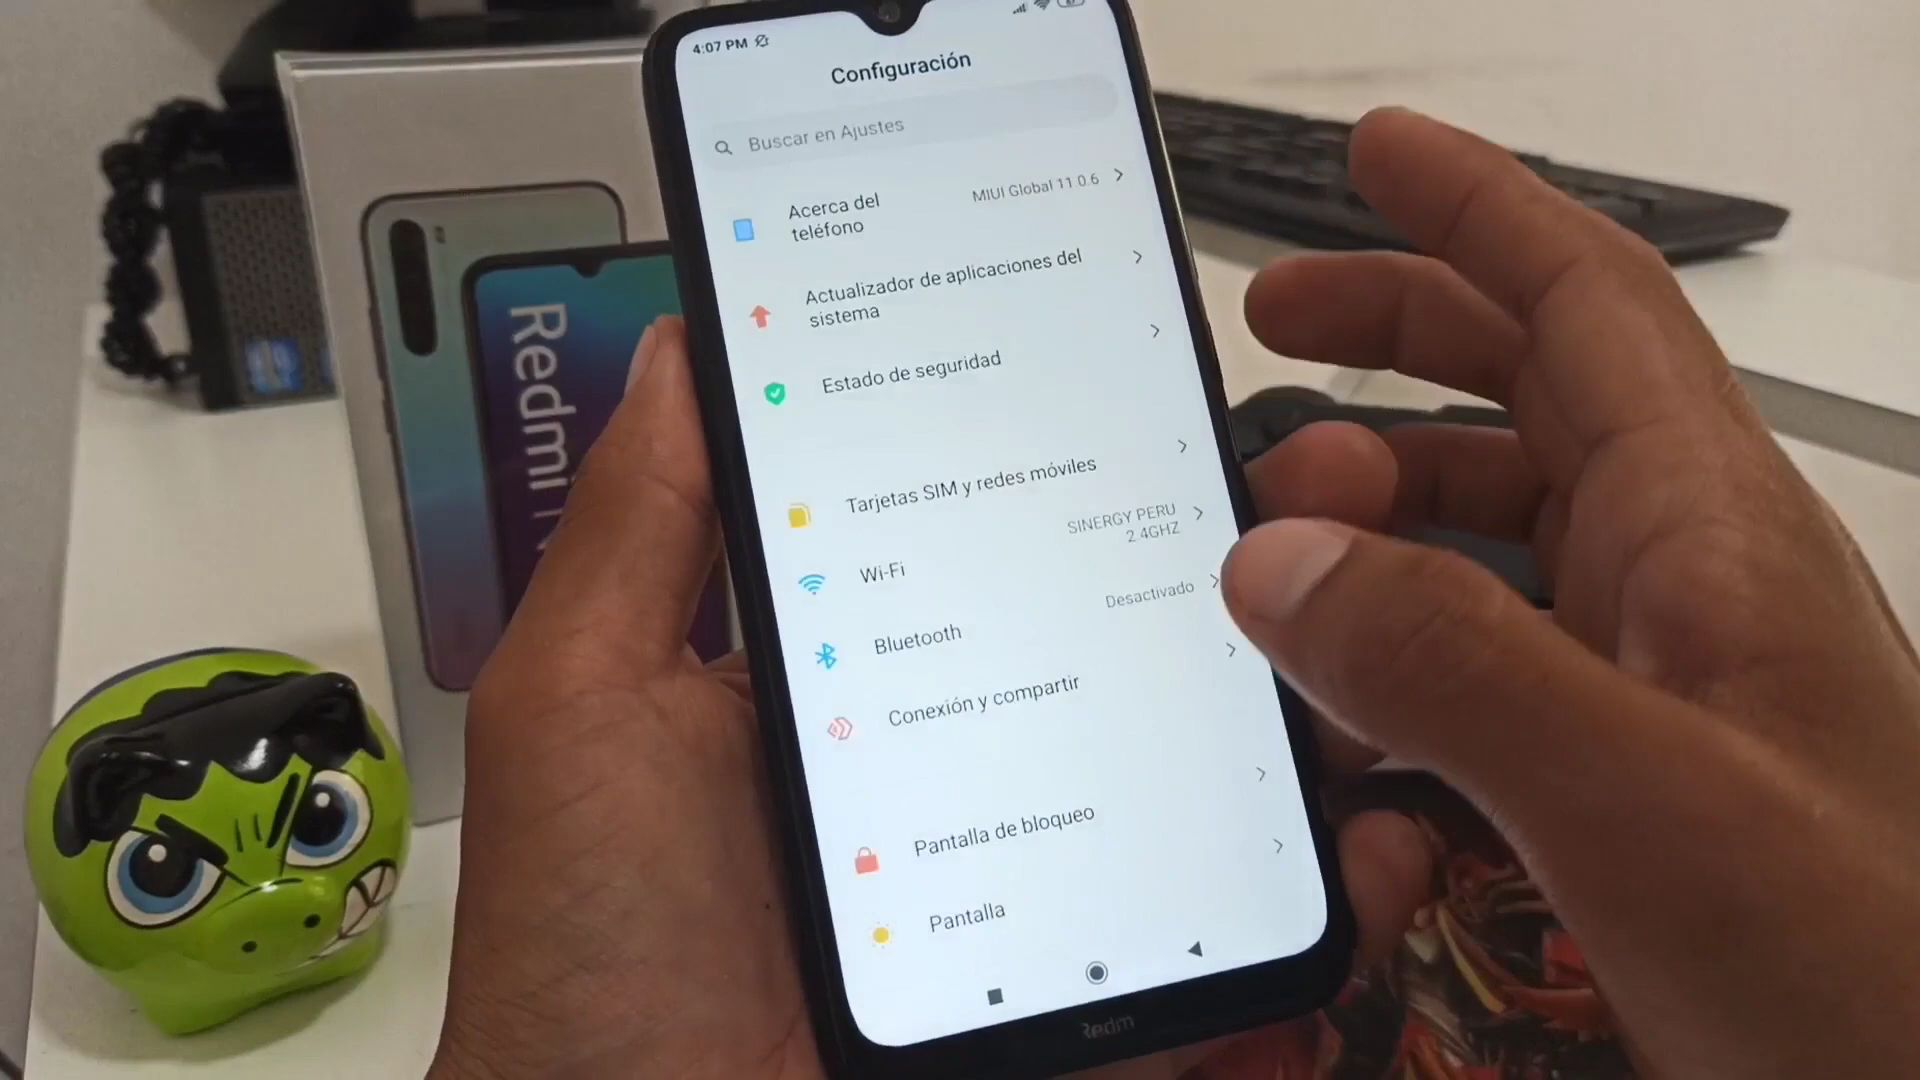 4:07 PM
Configuración
Buscar en Ajustes
Acerca del
teléfono
MIUI Global 11.0.6
Actualizador de aplicaciones del
sistema
Estado de seguridad
Tarjetas SIM y redes móviles
Wi-Fi
SINERGY PERU
2.4GHZ
Bluetooth
Desactivado
Conexión y compartir
Pantalla de bloqueo
Pantalla
Redm
Redmi